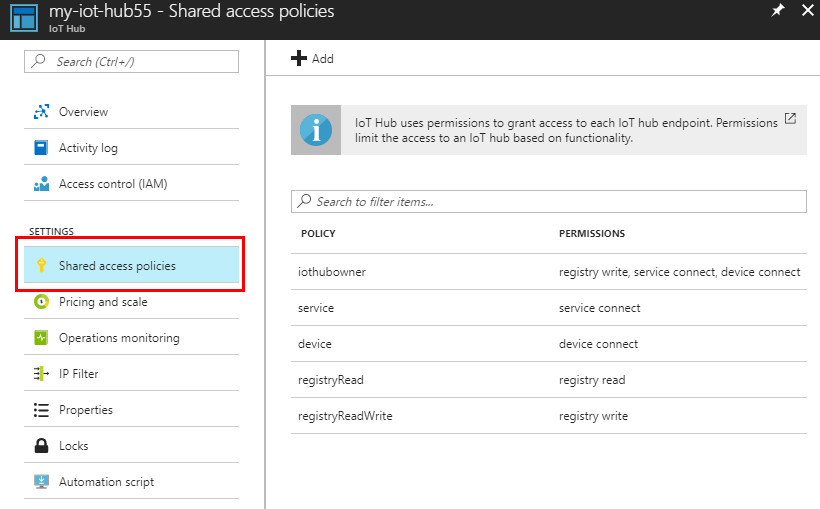 my-iot-hub55 - Shared access policies
IoT Hub
Search (Ctrl+/)
Overview
Activity log
Access control (IAM)
SETTINGS
Shared access policies
Pricing and scale
Operations monitoring
IP Filter
Properties
Locks
Automation script
Add
IoT Hub uses permissions to grant access to each IoT hub endpoint. Permissions
limit the access to an IoT hub based on functionality.
Search to filter items...
POLICY PERMISSIONS
iothubowner registry write, service connect, device connect
service service connect
device device connect
registryRead registry read
registryReadWrite registry write